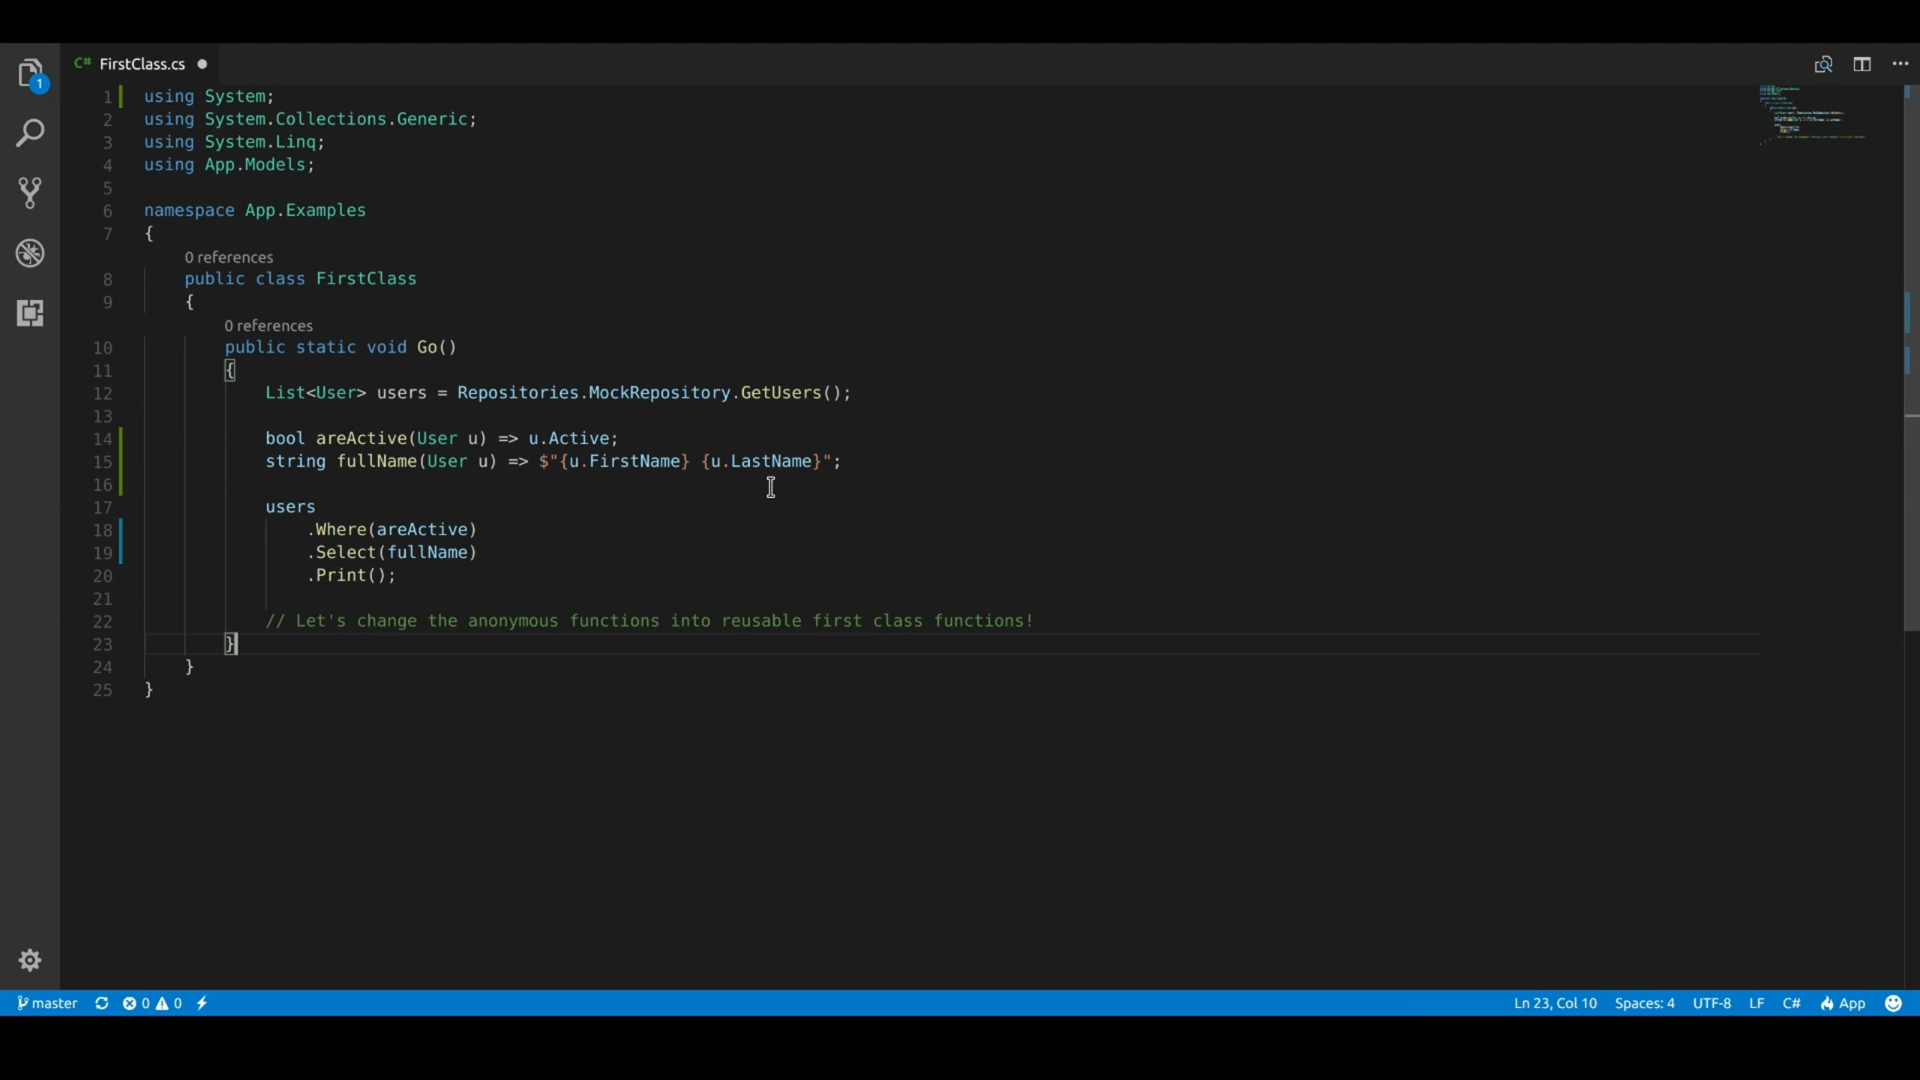 C# FirstClass.cs
1
1 using System;
2 using System.Collections.Generic;
3 using System.Linq;
4 using App.Models;
5
6 namespace App.Examples
7 {
0 references
8 public class FirstClass
9 {
0 references
10 public static void Go()
11 {
12 List<User> users = Repositories.MockRepository.GetUsers();
13
14 bool areActive(User u) => u.Active;
15 string fullName(User u) => $"{u.FirstName} {u.LastName}";
16
17 users
18 .Where(areActive)
19 .Select(fullName)
20 .Print();
21
22 // Let's change the anonymous functions into reusable first class functions!
23 }
24 }
25 }
master 0 0 Ln 23, Col 10 Spaces: 4 UTF-8 LF C# App